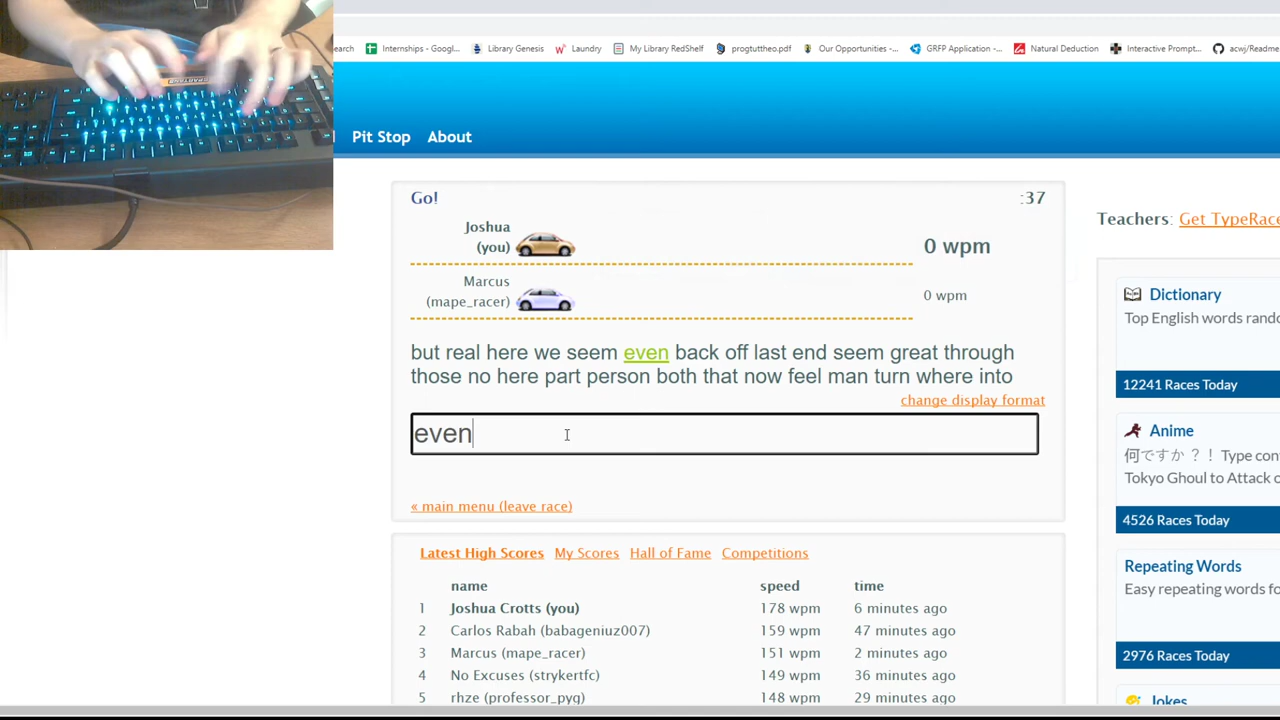 earch Internships - Googl... Library Genesis Laundry My Library RedShelf progtuttheo.pdf Our Opportunities -... GRFP Application -... Natural Deduction Interactive Prompt... acwj/Readme
Pit Stop About
Go! :37
Joshua
(you) 0 wpm
Marcus
(mape_racer) 0 wpm
but real here we seem even back off last end seem great through
those no here part person both that now feel man turn where into
change display format
even
« main menu (leave race)
Latest High Scores My Scores Hall of Fame Competitions
name speed time
1 Joshua Crotts (you) 178 wpm 6 minutes ago
2 Carlos Rabah (babageniuz007) 159 wpm 47 minutes ago
3 Marcus (mape_racer) 151 wpm 2 minutes ago
4 No Excuses (strykertfc) 149 wpm 36 minutes ago
5 rhze (professor_pyg) 148 wpm 29 minutes ago
Teachers: Get TypeRace
Dictionary
Top English words rando
12241 Races Today
Anime
何ですか？！ Type con
Tokyo Ghoul to Attack o
4526 Races Today
Repeating Words
Easy repeating words fo
2976 Races Today
Jokes